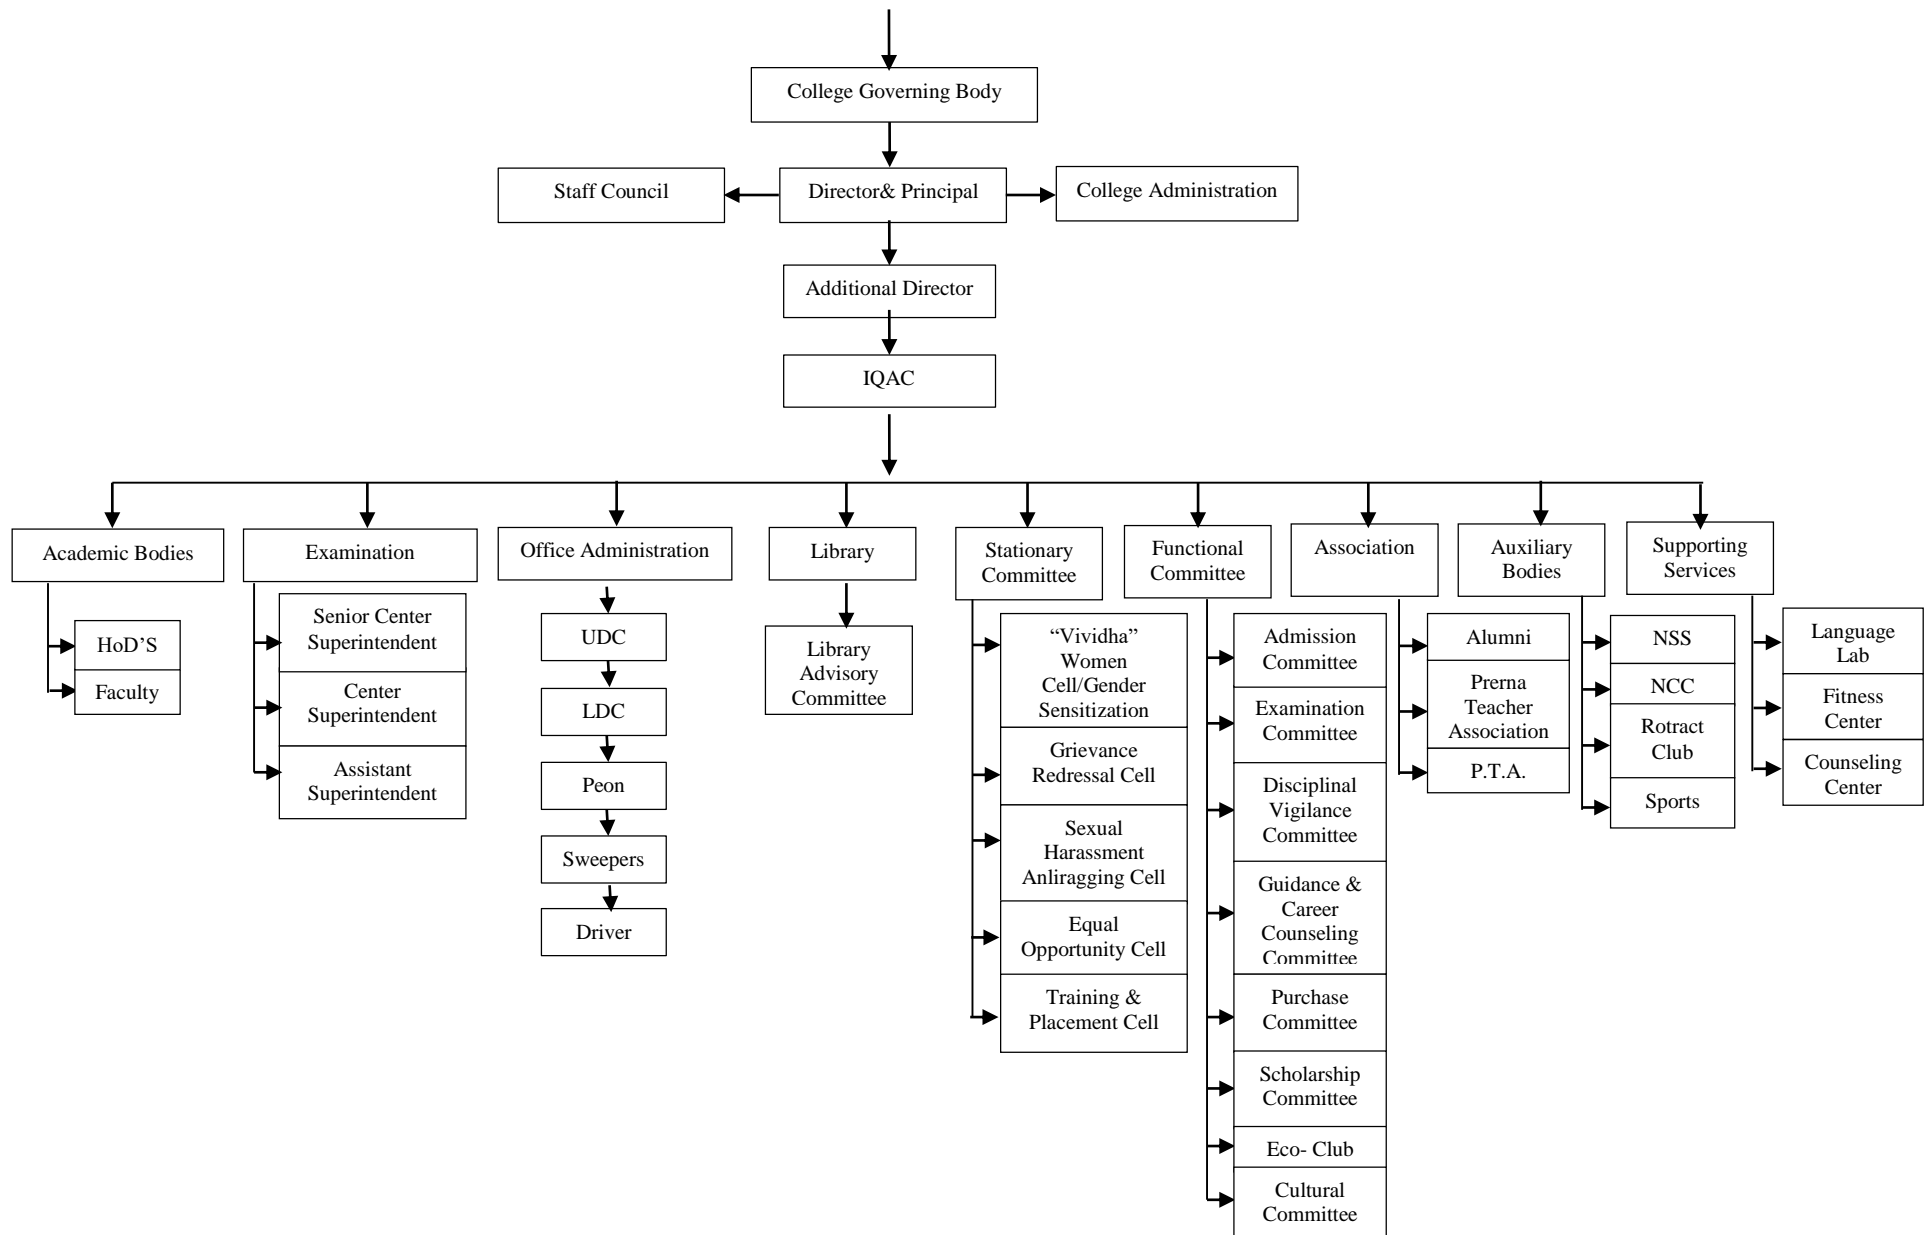 College Governing Body
Staff Council
Director& Principal
College Administration
Additional Director
IQAC
Academic Bodies
HoD'S
Faculty
Examination
Senior Center
Superintendent
Center
Superintendent
Assistant
Superintendent
Office Administration
UDC
LDC
Peon
Sweepers
Driver
Library
Library
Advisory
Committee
Stationary
Committee
“Vividha”
Women
Cell/Gender
Sensitization
Grievance
Redressal Cell
Sexual
Harassment
Anliragging Cell
Equal
Opportunity Cell
Training &
Placement Cell
Functional
Committee
Admission
Committee
Examination
Committee
Disciplinal
Vigilance
Committee
Guidance &
Career
Counseling
Committee
Purchase
Committee
Scholarship
Committee
Eco- Club
Cultural
Committee
Association
Alumni
Prerna
Teacher
Association
P.T.A.
Auxiliary
Bodies
NSS
NCC
Rotract
Club
Sports
Supporting
Services
Language
Lab
Fitness
Center
Counseling
Center